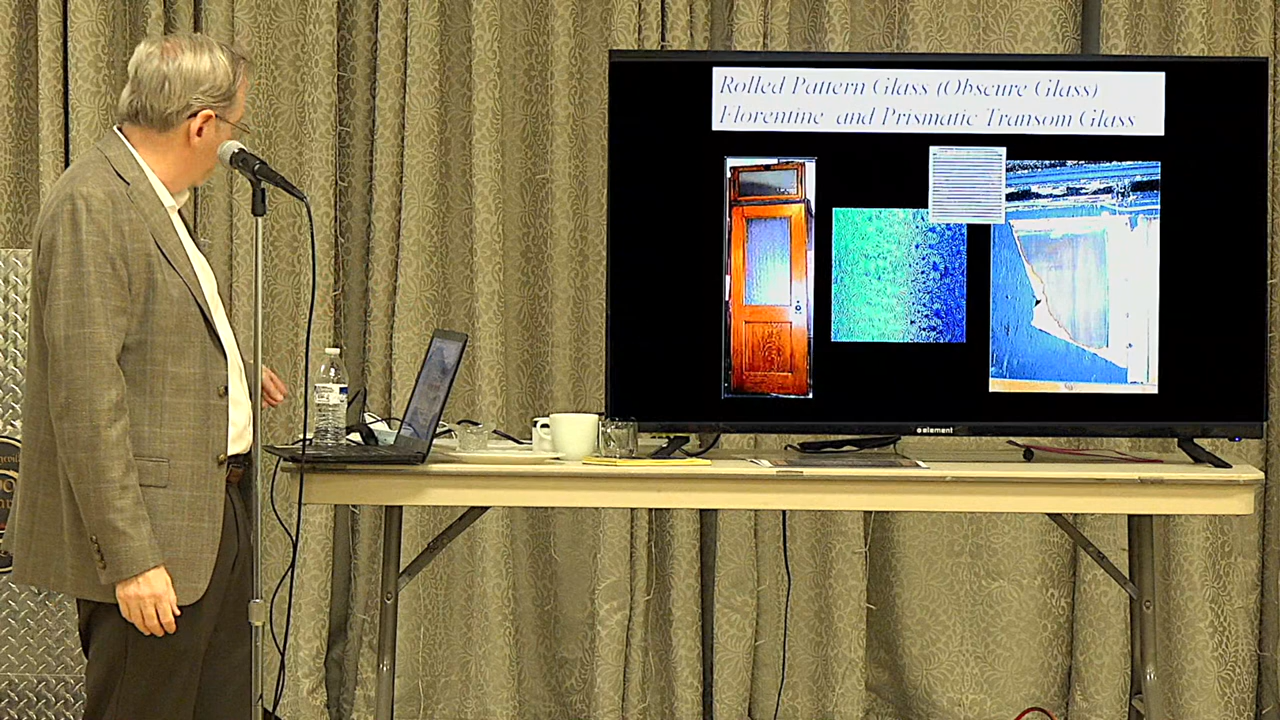 Rolled Pattern Glass (Obscure Glass)
Florentine and Prismatic Transom Glass
element